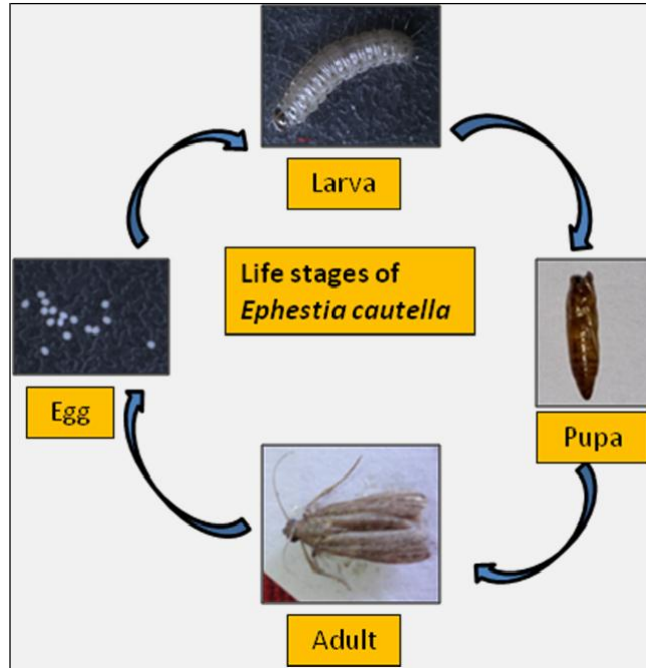 Larva
Life stages of
Ephestia cautella
Egg
Pupa
Adult